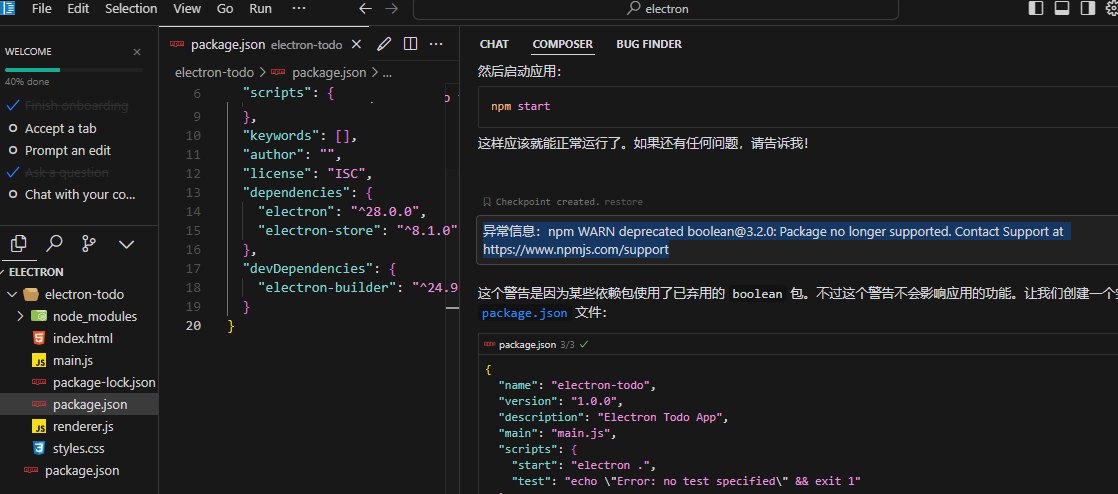 File Edit Selection View Go Run ···
electron
WELCOME
40% done
Finish onboarding
Accept a tab
Prompt an edit
Ask a question
Chat with your co...
ELECTRON
electron-todo
node_modules
index.html
main.js
package-lock.json
package.json
renderer.js
styles.css
package.json
package.json electron-todo
electron-todo > package.json > ...
6 "scripts": {
9 },
10 "keywords": [],
11 "author": "",
12 "license": "ISC",
13 "dependencies": {
14 "electron": "^28.0.0",
15 "electron-store": "^8.1.0"
16 },
17 "devDependencies": {
18 "electron-builder": "^24.9
19 }
20 }
CHAT COMPOSER BUG FINDER
然后启动应用：
npm start
这样应该就能正常运行了。如果还有任何问题，请告诉我！
Checkpoint created. restore
异常信息：npm WARN deprecated boolean@3.2.0: Package no longer supported. Contact Support at
https://www.npmjs.com/support
这个警告是因为某些依赖包使用了已弃用的 boolean 包。不过这个警告不会影响应用的功能。让我们创建一个
package.json 文件：
package.json 3/3
{
"name": "electron-todo",
"version": "1.0.0",
"description": "Electron Todo App",
"main": "main.js",
"scripts": {
"start": "electron .",
"test": "echo \"Error: no test specified\" && exit 1"